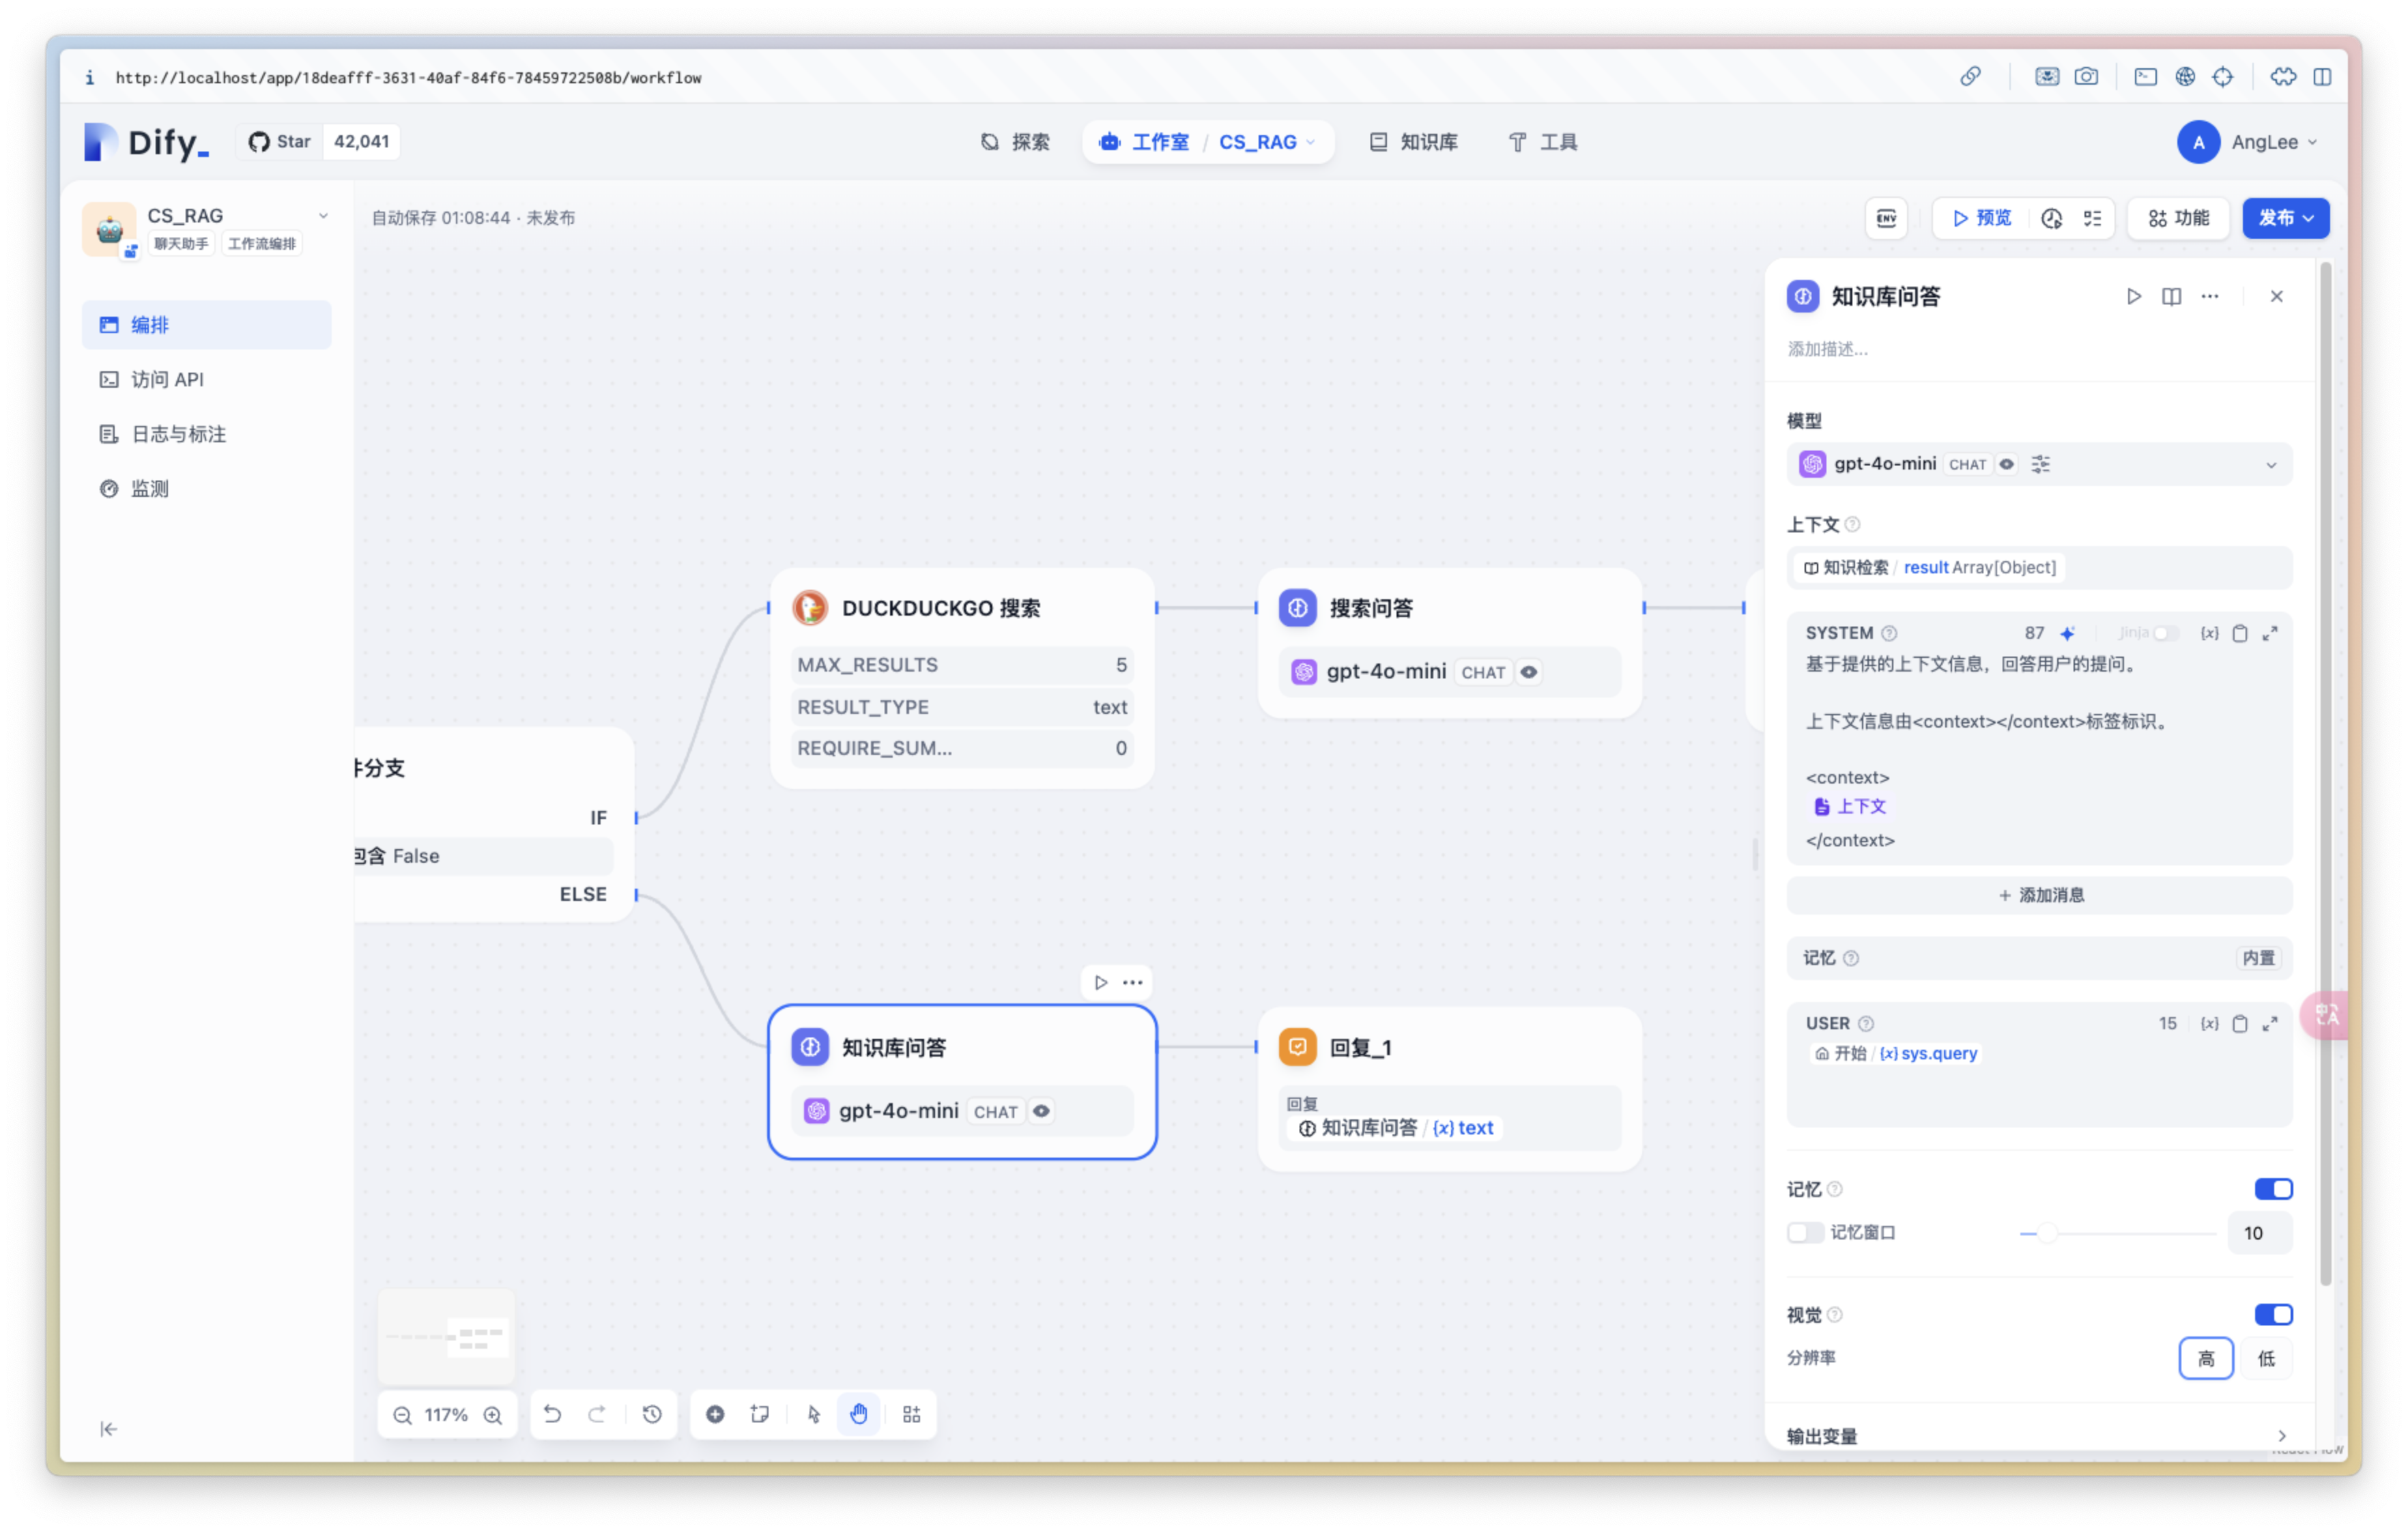 http://localhost/app/18deafff-3631-40af-84f6-78459722508b/workflow
Dify_
Star 42,041
探索
工作室 / CS_RAG
知识库
工具
A AngLee
CS_RAG
聊天助手 工作流编排
编排
访问 API
日志与标注
监测
自动保存 01:08:44 · 未发布
ENV
预览
功能
发布
DUCKDUCKGO 搜索
MAX_RESULTS 5
RESULT_TYPE text
REQUIRE_SUM... 0
搜索问答
gpt-4o-mini CHAT
分支
IF
包含 False
ELSE
知识库问答
gpt-4o-mini CHAT
回复_1
回复
知识库问答 / {x} text
117%
知识库问答
添加描述...
模型
gpt-4o-mini CHAT
上下文
知识检索 / result Array[Object]
SYSTEM 87 Jinja {x}
基于提供的上下文信息，回答用户的提问。
上下文信息由<context></context>标签标识。
<context>
上下文
</context>
+ 添加消息
记忆 内置
USER 15 {x}
开始 / {x} sys.query
记忆
记忆窗口 10
视觉
分辨率 高 低
输出变量